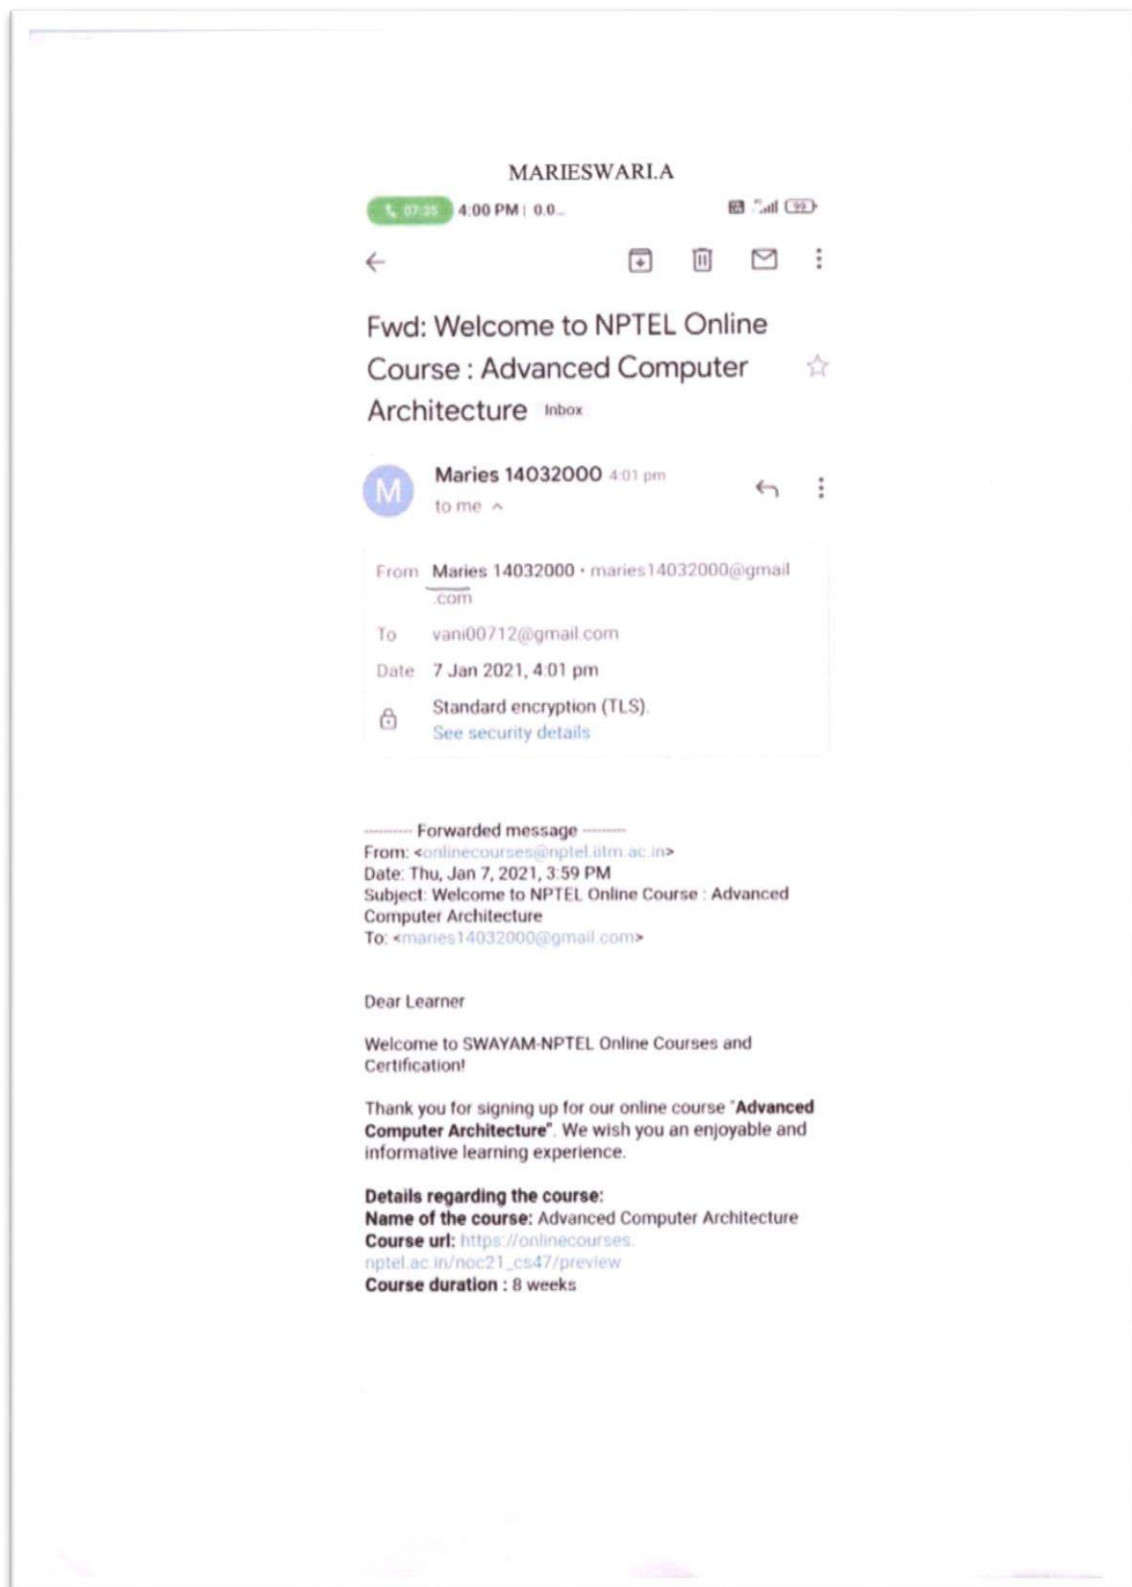 MARIESWARI.A
07:35 4:00 PM | 0.0...
99
Fwd: Welcome to NPTEL Online
Course : Advanced Computer
Architecture Inbox
M
Maries 14032000 4:01 pm
to me
From Maries 14032000 · maries14032000@gmail
.com
To vani00712@gmail.com
Date 7 Jan 2021, 4:01 pm
Standard encryption (TLS).
See security details
---------- Forwarded message ---------
From: <onlinecourses@nptel.iitm.ac.in>
Date: Thu, Jan 7, 2021, 3:59 PM
Subject: Welcome to NPTEL Online Course : Advanced
Computer Architecture
To: <maries14032000@gmail.com>
Dear Learner
Welcome to SWAYAM-NPTEL Online Courses and
Certification!
Thank you for signing up for our online course "Advanced
Computer Architecture". We wish you an enjoyable and
informative learning experience.
Details regarding the course:
Name of the course: Advanced Computer Architecture
Course url: https://onlinecourses.
nptel.ac.in/noc21_cs47/preview
Course duration : 8 weeks